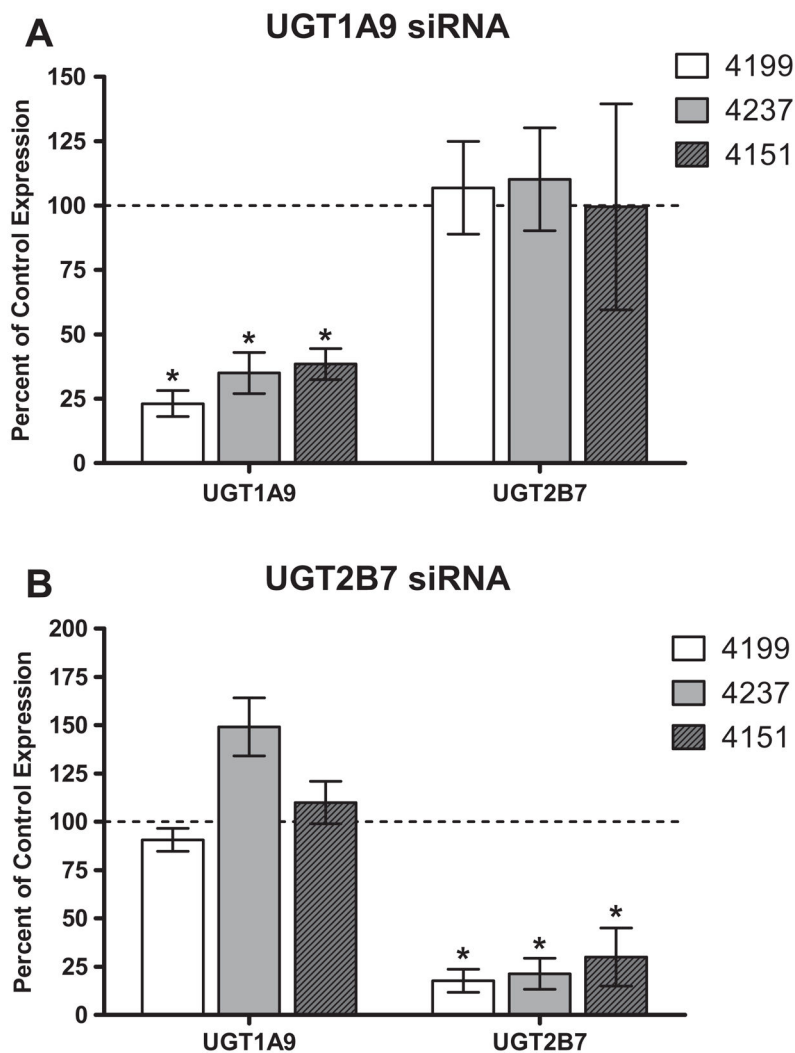 A
UGT1A9 siRNA
4199
4237
4151
Percent of Control Expression
150
125
100
75
50
25
0
* * *
UGT1A9 UGT2B7
B
UGT2B7 siRNA
4199
4237
4151
Percent of Control Expression
200
175
150
125
100
75
50
25
0
* * *
UGT1A9 UGT2B7